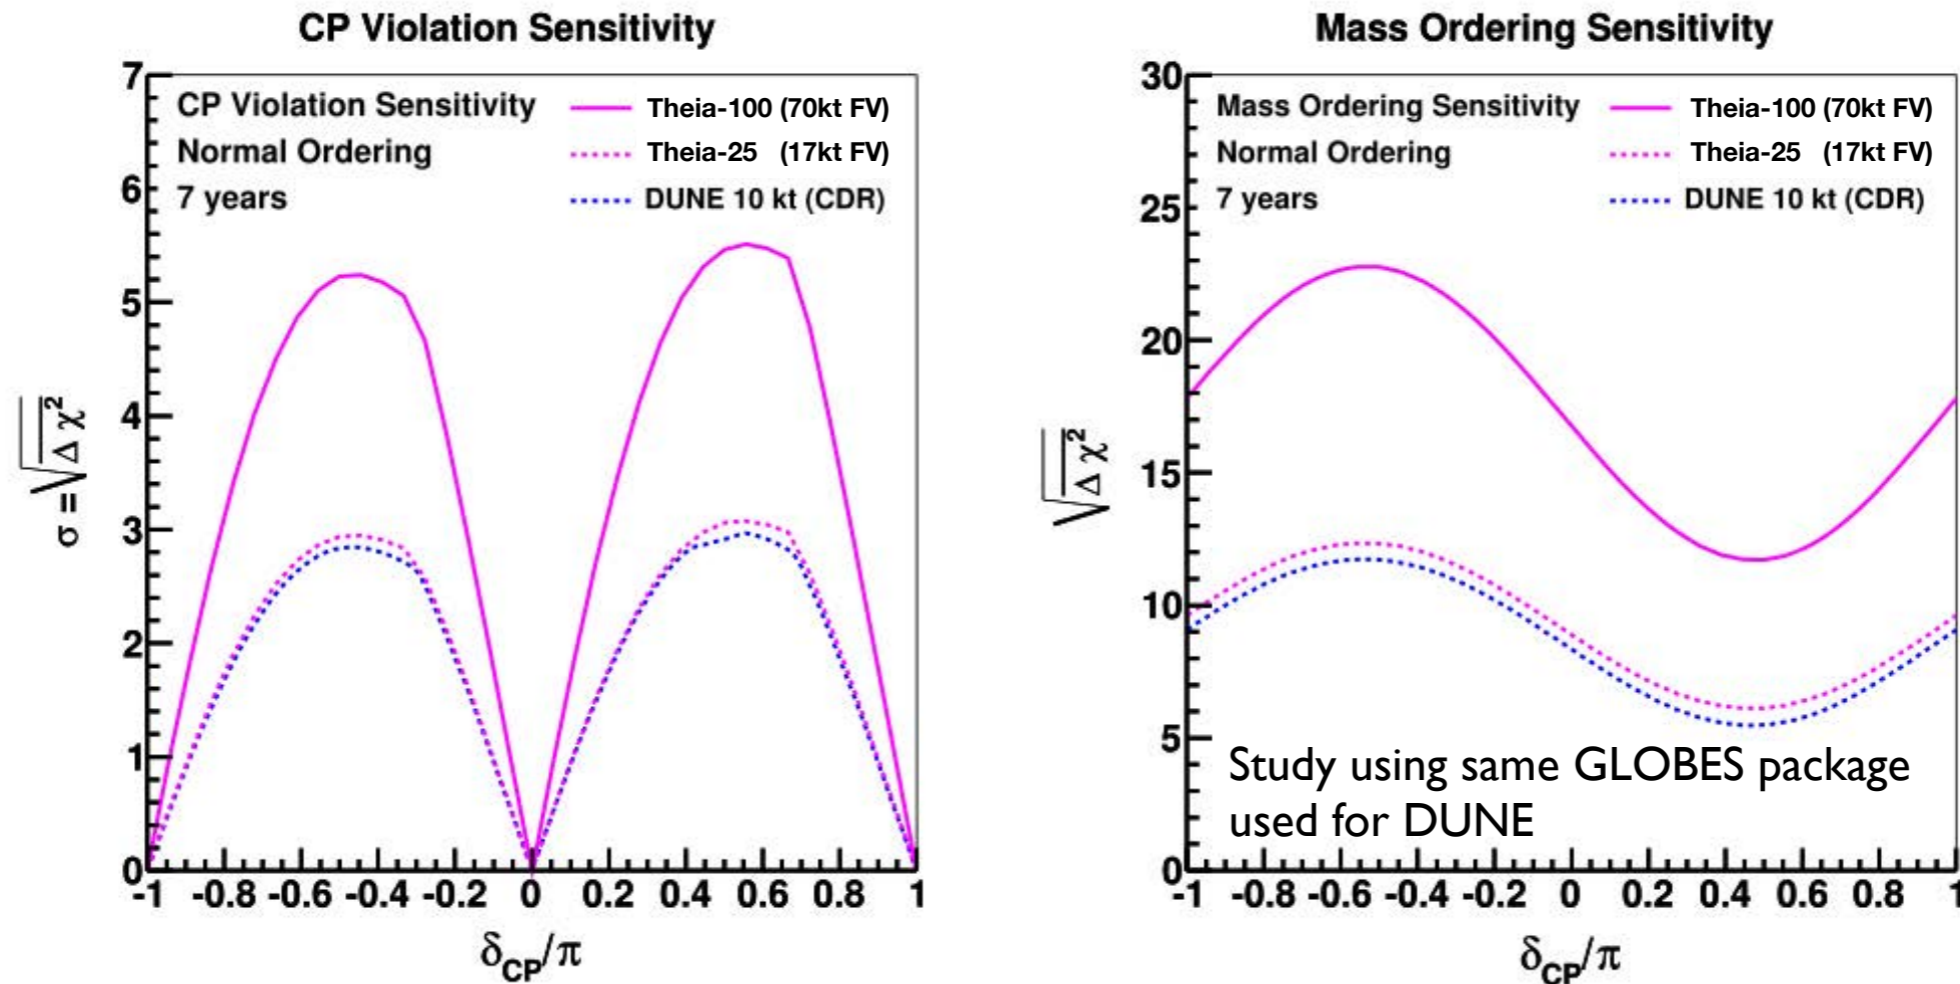 CP Violation Sensitivity
7
6
5
4
3
2
1
0
σ = √Δχ²
CP Violation Sensitivity
Normal Ordering
7 years
Theia-100 (70kt FV)
Theia-25 (17kt FV)
DUNE 10 kt (CDR)
-1 -0.8 -0.6 -0.4 -0.2 0 0.2 0.4 0.6 0.8 1
δCP/π
Mass Ordering Sensitivity
30
25
20
15
10
5
0
√Δχ²
Mass Ordering Sensitivity
Normal Ordering
7 years
Theia-100 (70kt FV)
Theia-25 (17kt FV)
DUNE 10 kt (CDR)
Study using same GLOBES package
used for DUNE
-1 -0.8 -0.6 -0.4 -0.2 0 0.2 0.4 0.6 0.8 1
δCP/π